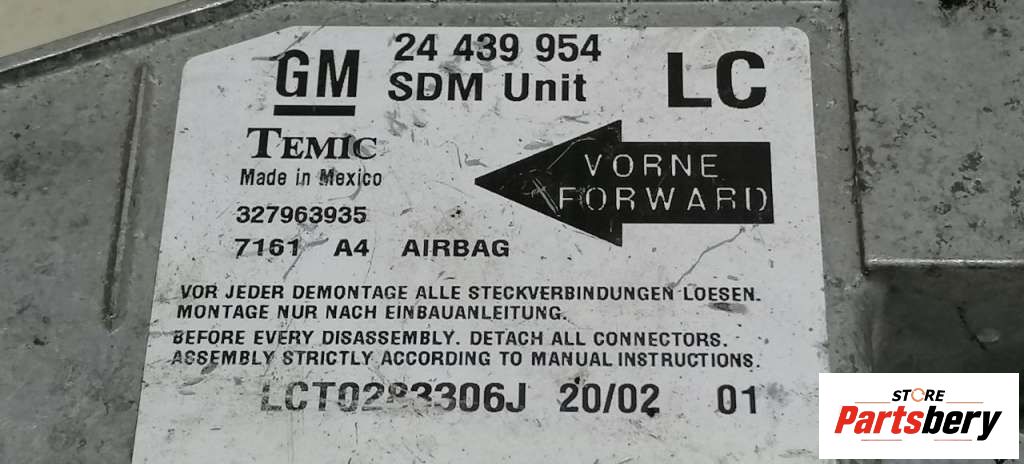 GM 24 439 954 LC
SDM Unit
TEMIC
Made in Mexico
VORNE
FORWARD
327963935
7161 A4 AIRBAG
VOR JEDER DEMONTAGE ALLE STECKVERBINDUNGEN LOESEN.
MONTAGE NUR NACH EINBAUANLEITUNG.
BEFORE EVERY DISASSEMBLY. DETACH ALL CONNECTORS.
ASSEMBLY STRICTLY ACCORDING TO MANUAL INSTRUCTIONS.
LCT0283306J 20/02 01
STORE
Partsbery